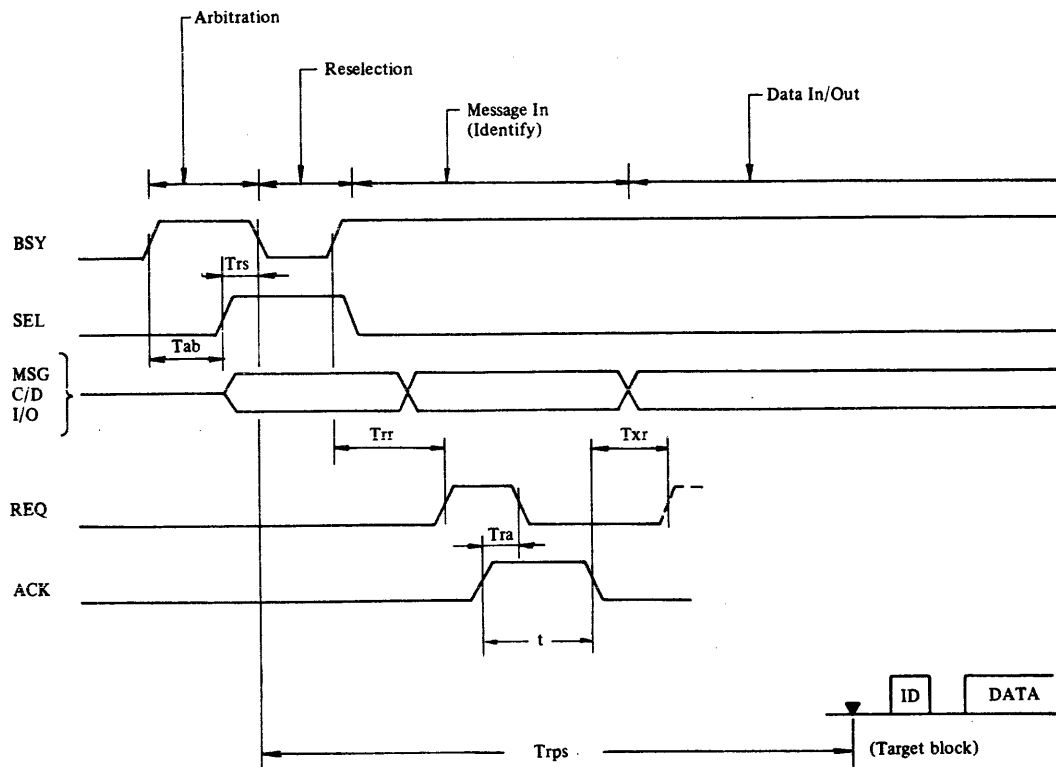 Arbitration
Reselection
Message In
(Identify)
Data In/Out
BSY
Trs
SEL
Tab
MSG
C/D
I/O
Trr
Txr
REQ
Tra
ACK
t
ID
DATA
Trps
(Target block)